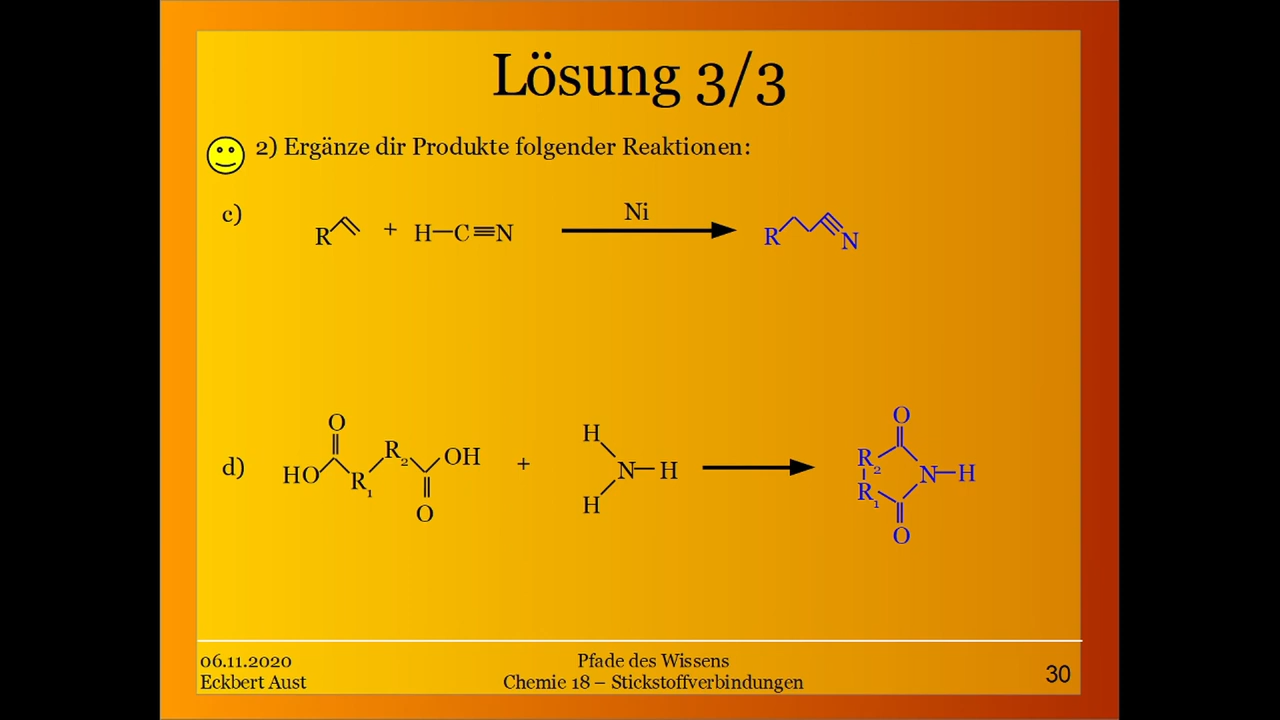 Lösung 3/3
2) Ergänze dir Produkte folgender Reaktionen:
c)
R + H—C≡N Ni R N
d)
HO O R₁ R₂ OH O + H N—H H R₂ R₁ O N—H O
06.11.2020
Eckbert Aust
Pfade des Wissens
Chemie 18 – Stickstoffverbindungen
30